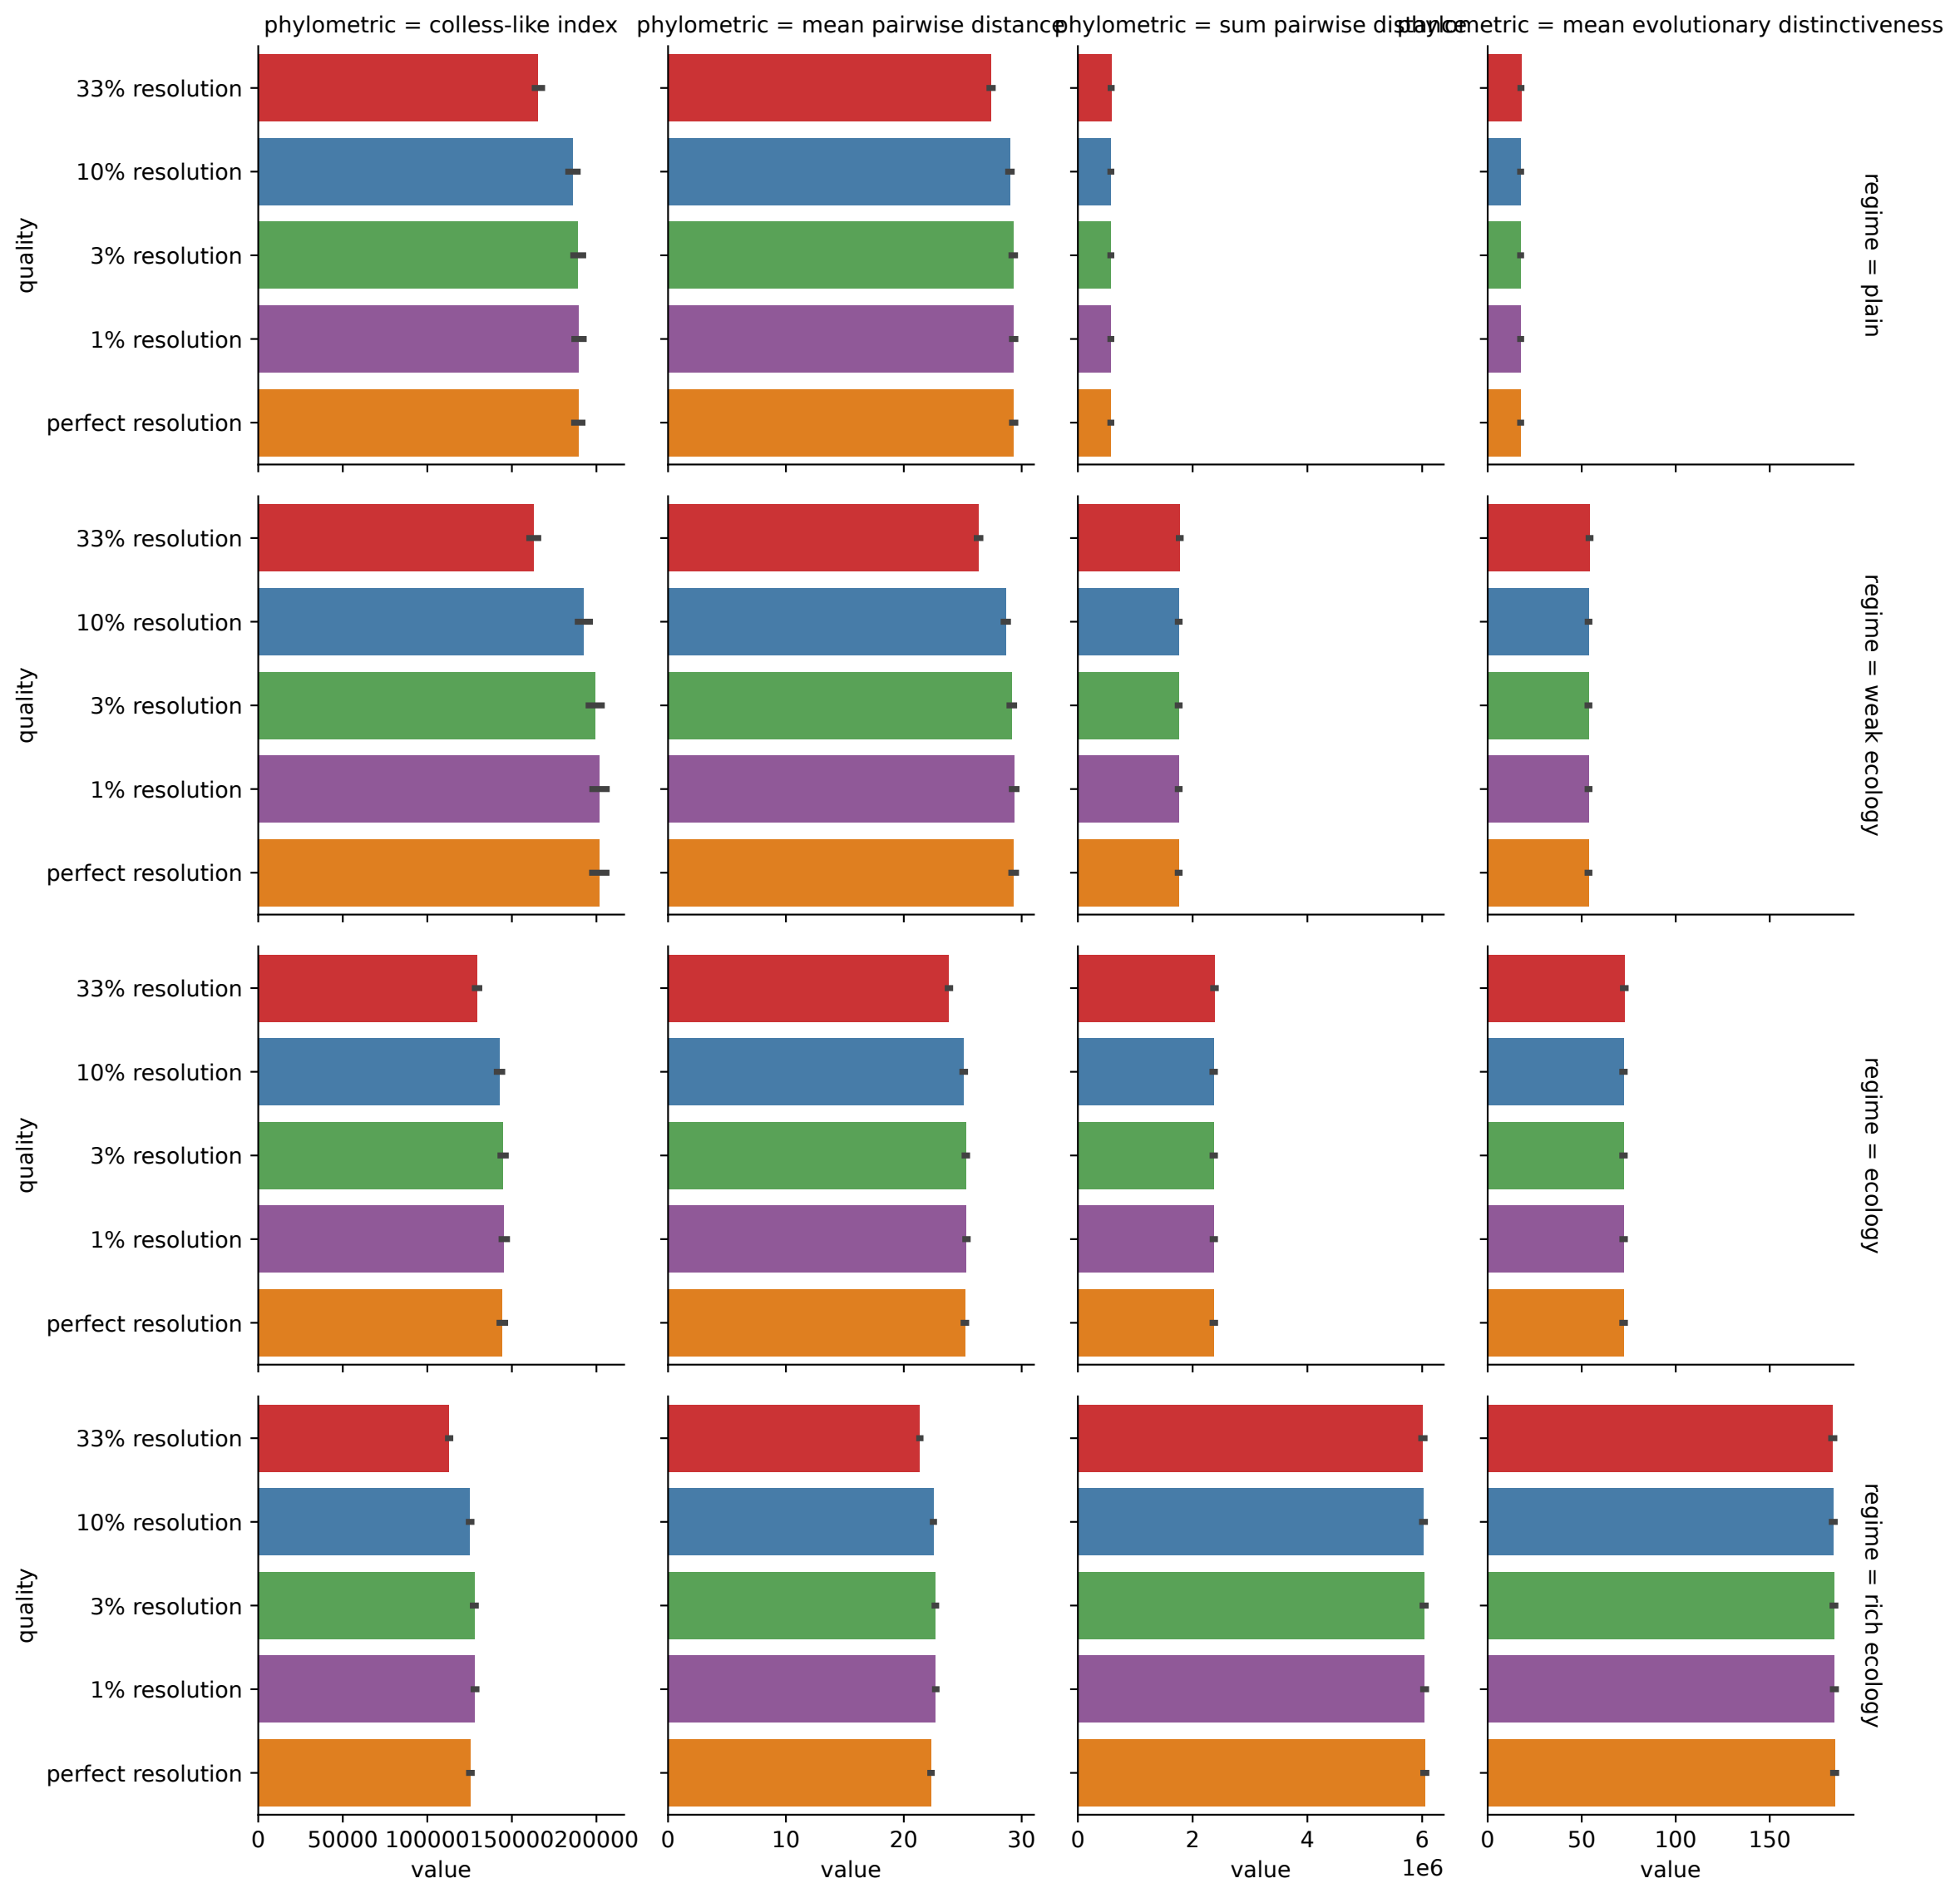 phylometric = colless-like index
phylometric = mean pairwise distance
phylometric = sum pairwise distance
phylometric = mean evolutionary distinctiveness
quality
33% resolution
10% resolution
3% resolution
1% resolution
perfect resolution
regime = plain
quality
33% resolution
10% resolution
3% resolution
1% resolution
perfect resolution
regime = weak ecology
quality
33% resolution
10% resolution
3% resolution
1% resolution
perfect resolution
regime = ecology
quality
33% resolution
10% resolution
3% resolution
1% resolution
perfect resolution
regime = rich ecology
0 50000 100000 150000 200000
value
0 10 20 30
value
0 2 4 6
1e6
value
0 50 100 150
value